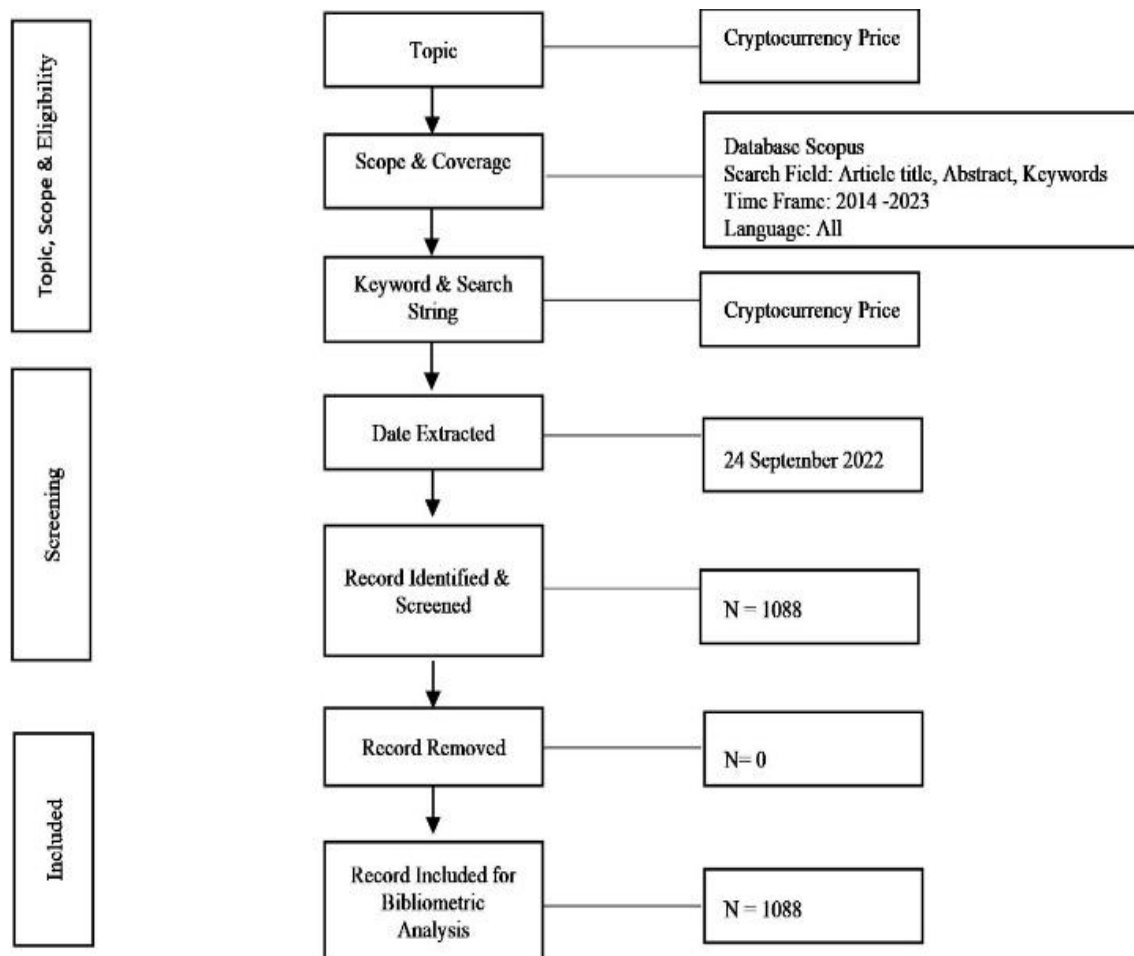 Topic, Scope & Eligibility
Topic
Cryptocurrency Price
Scope & Coverage
Database Scopus
Search Field: Article title, Abstract, Keywords
Time Frame: 2014 -2023
Language: All
Keyword & Search
String
Cryptocurrency Price
Screening
Date Extracted
24 September 2022
Record Identified &
Screened
N = 1088
Included
Record Removed
N= 0
Record Included for
Bibliometric
Analysis
N = 1088